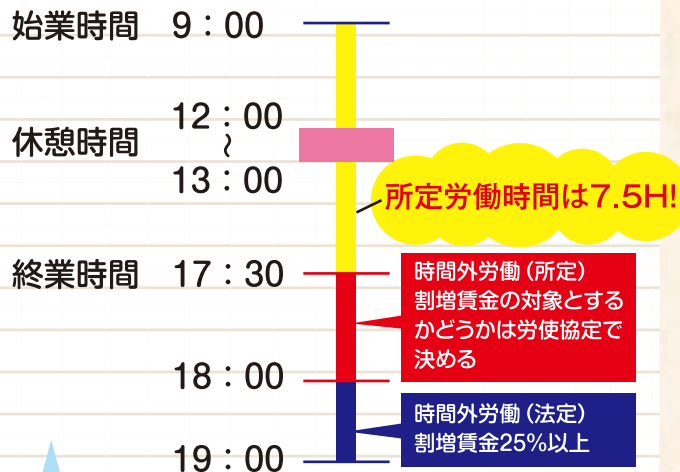 始業時間 9：00
12：00
休憩時間 ～
13：00
所定労働時間は7.5H!
終業時間 17：30
時間外労働（所定）
割増賃金の対象とする
かどうかは労使協定で
決める
18：00
時間外労働（法定）
割増賃金25%以上
19：00